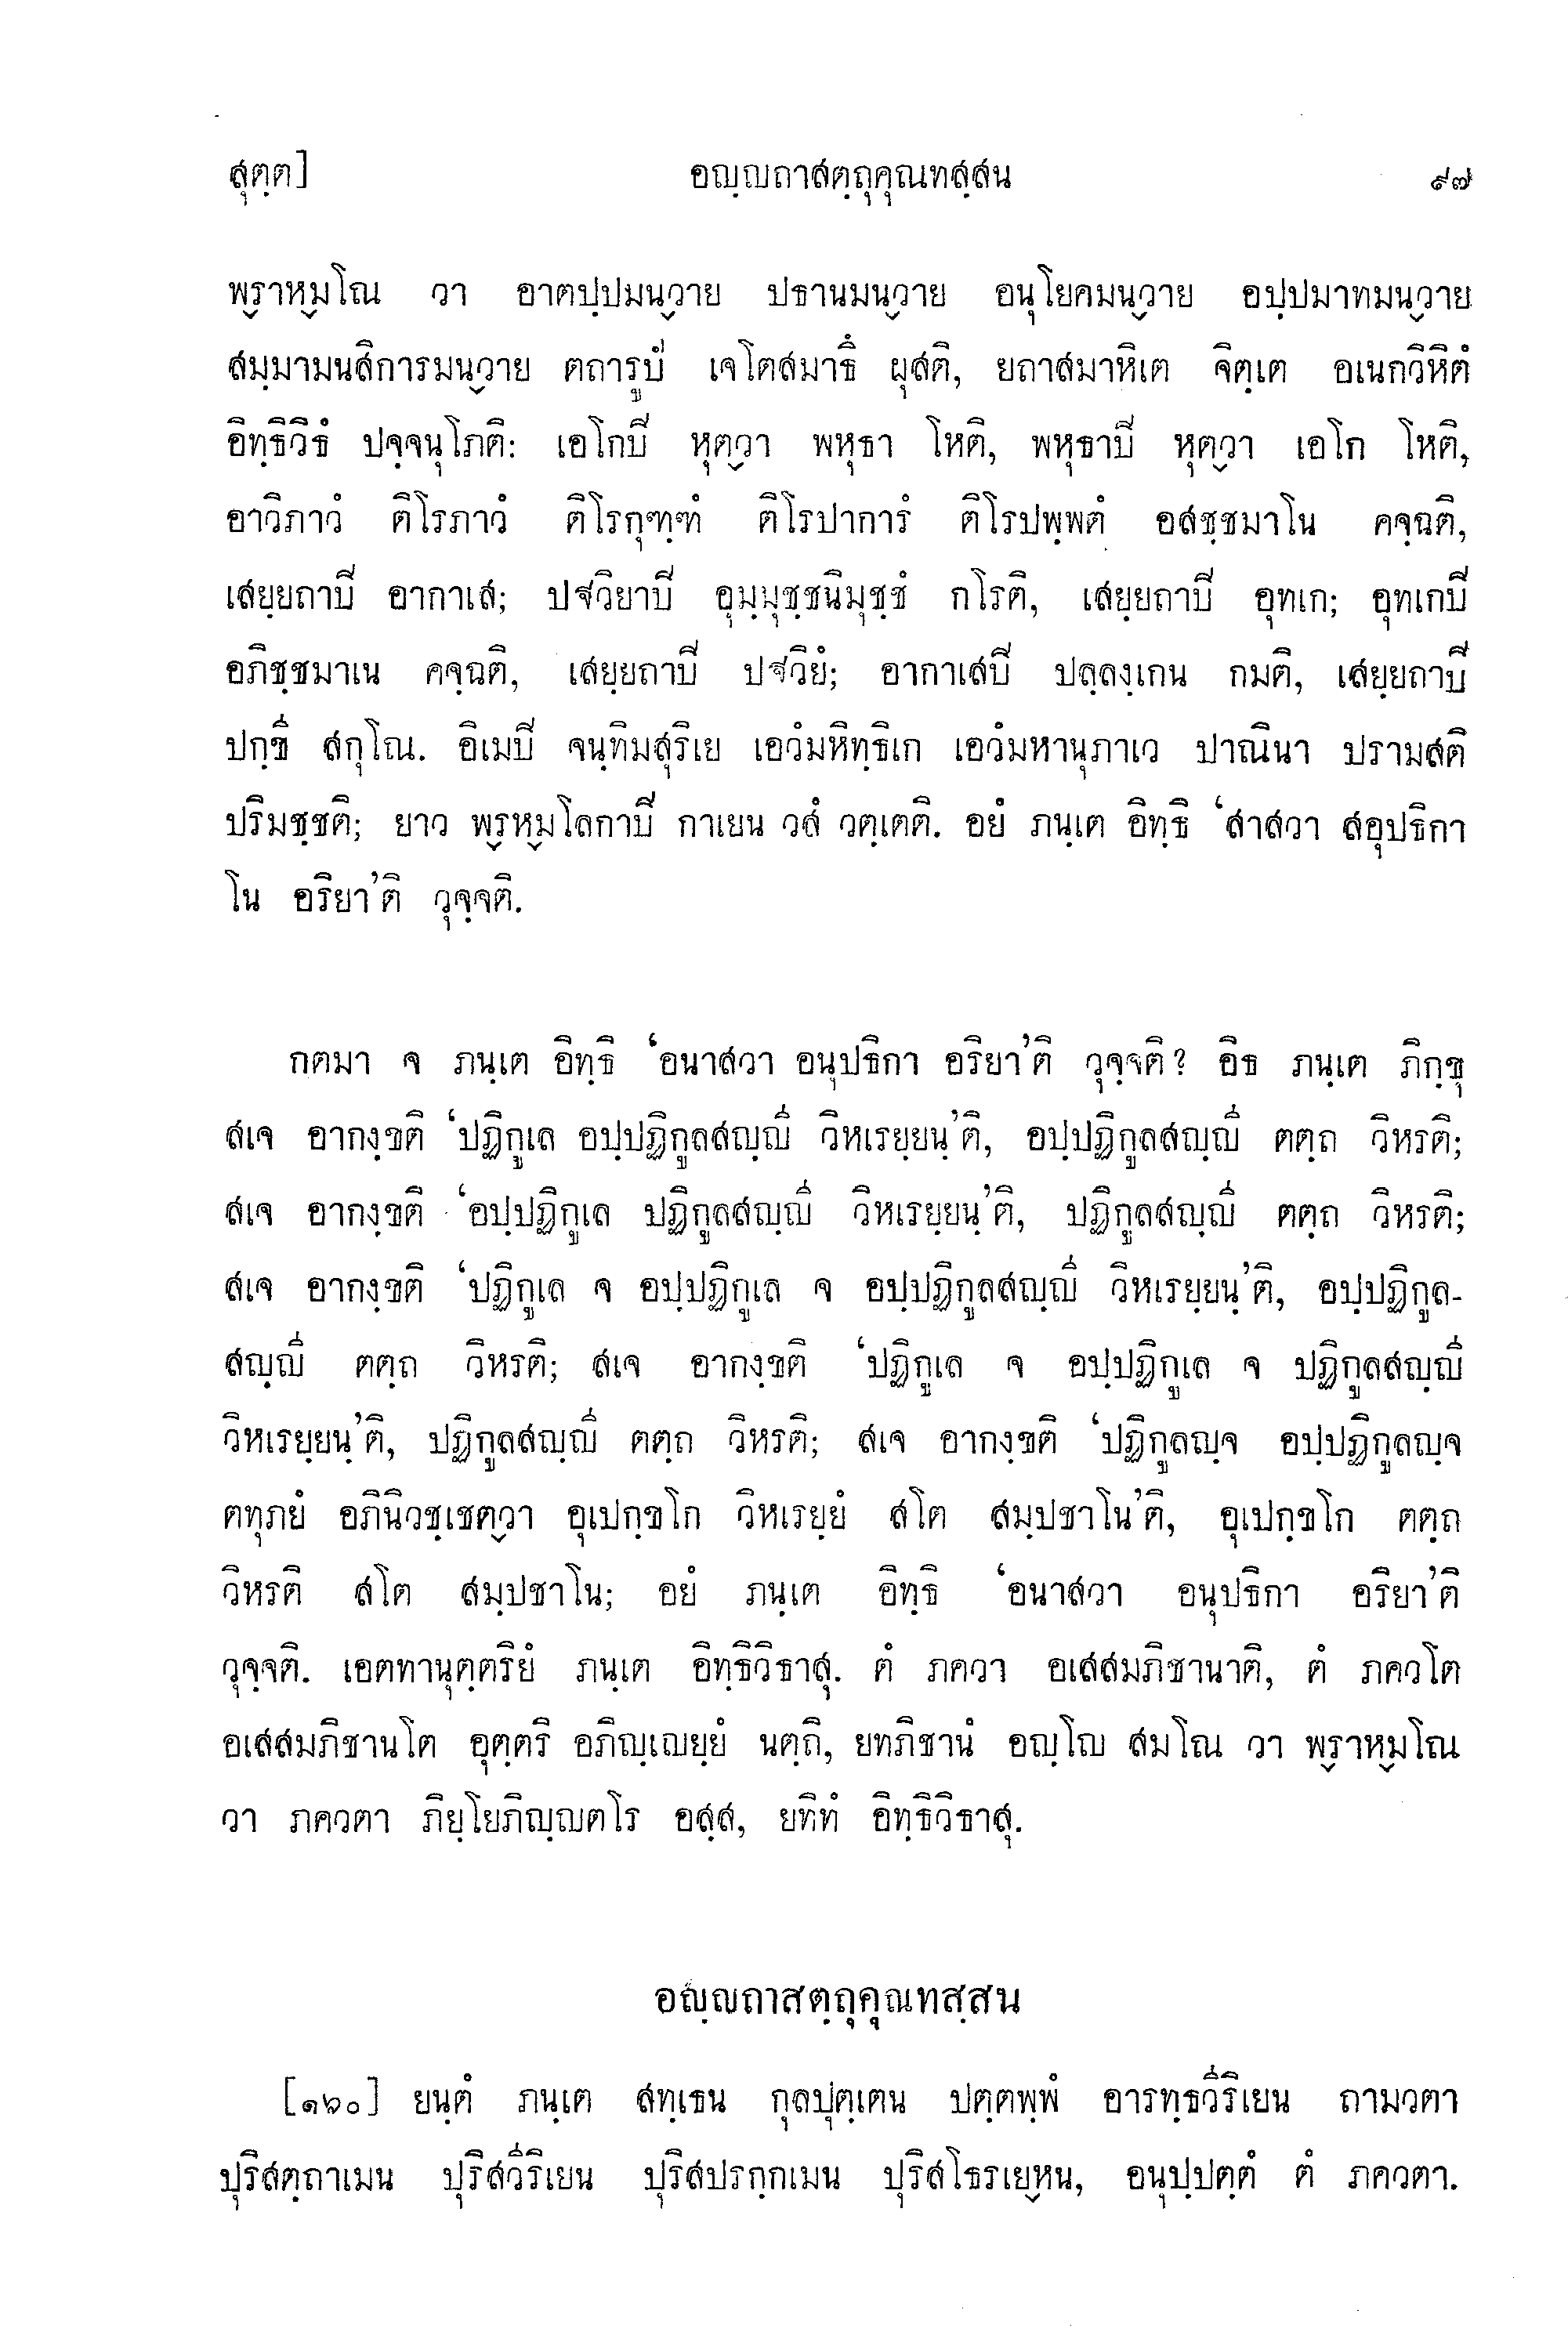 สุตฺต] อญฺญถาสตฺถุคุณทสฺสน ๙๗
พ๎ราห๎มโณ วา อาตปฺปมน๎วาย ปธานมน๎วาย อนุโยคมน๎วาย อปฺปมาทมน๎วาย
สมฺมามนสิการมน๎วาย ตถารูปํ เจโตสมาธึ ผุสติ, ยถาสมาหิเต จิตฺเต อเนกวิหิตํ
อิทฺธิวิธํ ปจฺจนุโภติ: เอโกปิ หุต๎วา พหุธา โหติ, พหุธาปิ หุต๎วา เอโก โหติ,
อาวิภาวํ ติโรภาวํ ติโรกุฑฺฑํ ติโรปาการํ ติโรปพฺพตํ อสชฺชมาโน คจฺฉติ,
เสยฺยถาปิ อากาเส; ปฐวิยาปิ อุมฺมุชฺชนิมุชฺชํ กโรติ, เสยฺยถาปิ อุทเก; อุทเกปิ
อภิชฺชมาเน คจฺฉติ, เสยฺยถาปิ ปฐวิยํ; อากาเสปิ ปลฺลงฺเกน กมติ, เสยฺยถาปิ
ปกฺขี สกุโณ. อิเมปิ จนฺทิมสุริเย เอวํมหิทฺธิเก เอวํมหานุภาเว ปาณินา ปรามสติ
ปริมชฺชติ; ยาว พ๎รห๎มโลกาปิ กาเยน วสํ วตฺเตติ. อยํ ภนฺเต อิทฺธิ ‘สาสวา สอุปธิกา
โน อริยา’ติ วุจฺจติ.
กตมา จ ภนฺเต อิทฺธิ ‘อนาสวา อนุปธิกา อริยา’ติ วุจฺจติ? อิธ ภนฺเต ภิกฺขุ
สเจ อากงฺขติ ‘ปฏิกูเล อปฺปฏิกูลสญฺญี วิหเรยฺยนฺ’ติ, อปฺปฏิกูลสญฺญี ตตฺถ วิหรติ;
สเจ อากงฺขติ ‘อปฺปฏิกูเล ปฏิกูลสญฺญี วิหเรยฺยนฺ’ติ, ปฏิกูลสญฺญี ตตฺถ วิหรติ;
สเจ อากงฺขติ ‘ปฏิกูเล จ อปฺปฏิกูเล จ อปฺปฏิกูลสญฺญี วิหเรยฺยนฺ’ติ, อปฺปฏิกูล-
สญฺญี ตตฺถ วิหรติ; สเจ อากงฺขติ ‘ปฏิกูเล จ อปฺปฏิกูเล จ ปฏิกูลสญฺญี
วิหเรยฺยนฺ’ติ, ปฏิกูลสญฺญี ตตฺถ วิหรติ; สเจ อากงฺขติ ‘ปฏิกูลญฺจ อปฺปฏิกูลญฺจ
ตทุภยํ อภินิวชฺเชต๎วา อุเปกฺขโก วิหเรยฺยํ สโต สมฺปชาโน’ติ, อุเปกฺขโก ตตฺถ
วิหรติ สโต สมฺปชาโน; อยํ ภนฺเต อิทฺธิ ‘อนาสวา อนุปธิกา อริยา’ติ
วุจฺจติ. เอตทานุตฺตริยํ ภนฺเต อิทฺธิวิธาสุ. ตํ ภควา อเสสมภิชานาติ, ตํ ภควโต
อเสสมภิชานโต อุตฺตริ อภิญฺเญยฺยํ นตฺถิ, ยทภิชานํ อญฺโญ สมโณ วา พ๎ราห๎มโณ
วา ภควตา ภิยฺโยภิญฺญตโร อสฺส, ยทิทํ อิทฺธิวิธาสุ.
อญฺญถาสตฺถุคุณทสฺสน
[๑๖๐] ยนฺตํ ภนฺเต สทฺเธน กุลปุตฺเตน ปตฺตพฺพํ อารทฺธวีริเยน ถามวตา
ปุริสตฺถาเมน ปุริสวีริเยน ปุริสปรกฺกเมน ปุริสโธรเยห๎น, อนุปฺปตฺตํ ตํ ภควตา.